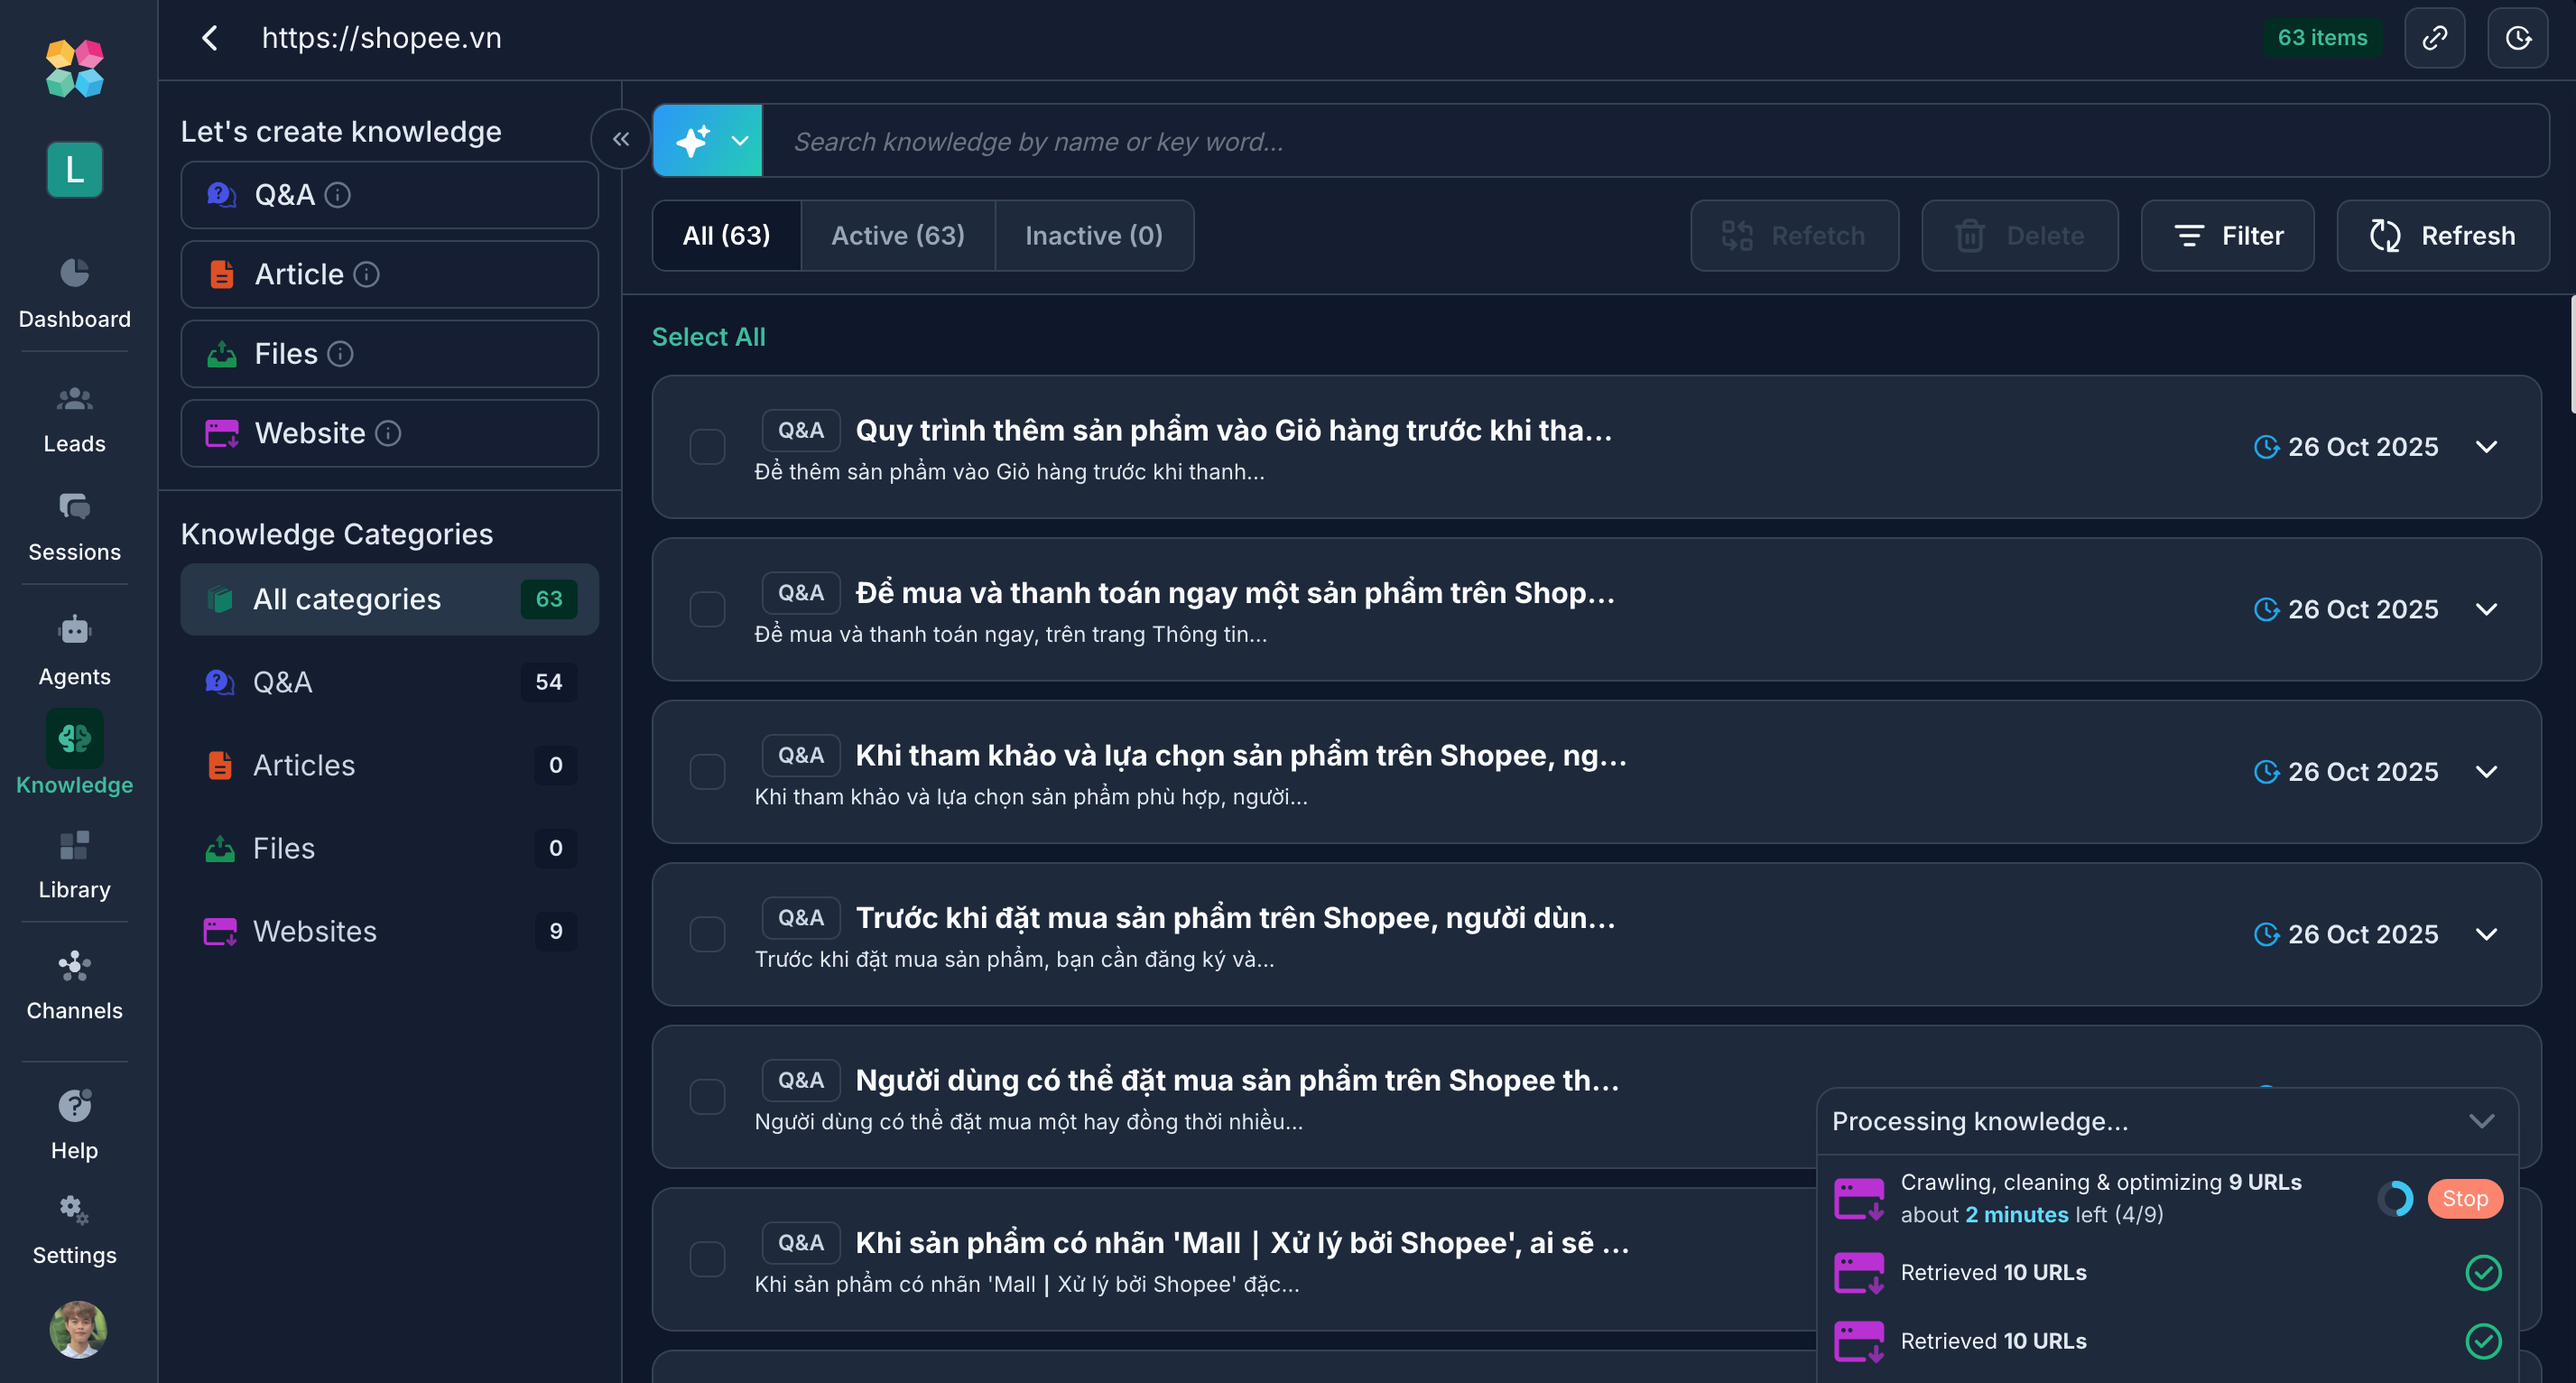 https://shopee.vn
63 items
L
Dashboard
Leads
Sessions
Agents
Knowledge
Library
Channels
Help
Settings
Let's create knowledge
Q&A
Article
Files
Website
Knowledge Categories
All categories 63
Q&A 54
Articles 0
Files 0
Websites 9
Search knowledge by name or key word...
All (63) Active (63) Inactive (0) Refetch Delete Filter Refresh
Select All
Q&A Quy trình thêm sản phẩm vào Giỏ hàng trước khi tha...
Để thêm sản phẩm vào Giỏ hàng trước khi thanh...
26 Oct 2025
Q&A Để mua và thanh toán ngay một sản phẩm trên Shop...
Để mua và thanh toán ngay, trên trang Thông tin...
26 Oct 2025
Q&A Khi tham khảo và lựa chọn sản phẩm trên Shopee, ng...
Khi tham khảo và lựa chọn sản phẩm phù hợp, người...
26 Oct 2025
Q&A Trước khi đặt mua sản phẩm trên Shopee, người dùn...
Trước khi đặt mua sản phẩm, bạn cần đăng ký và...
26 Oct 2025
Q&A Người dùng có thể đặt mua sản phẩm trên Shopee th...
Người dùng có thể đặt mua một hay đồng thời nhiều...
Q&A Khi sản phẩm có nhãn 'Mall | Xử lý bởi Shopee', ai sẽ ...
Khi sản phẩm có nhãn 'Mall | Xử lý bởi Shopee' đặc...
Processing knowledge...
Crawling, cleaning & optimizing 9 URLs
about 2 minutes left (4/9)
Stop
Retrieved 10 URLs
Retrieved 10 URLs